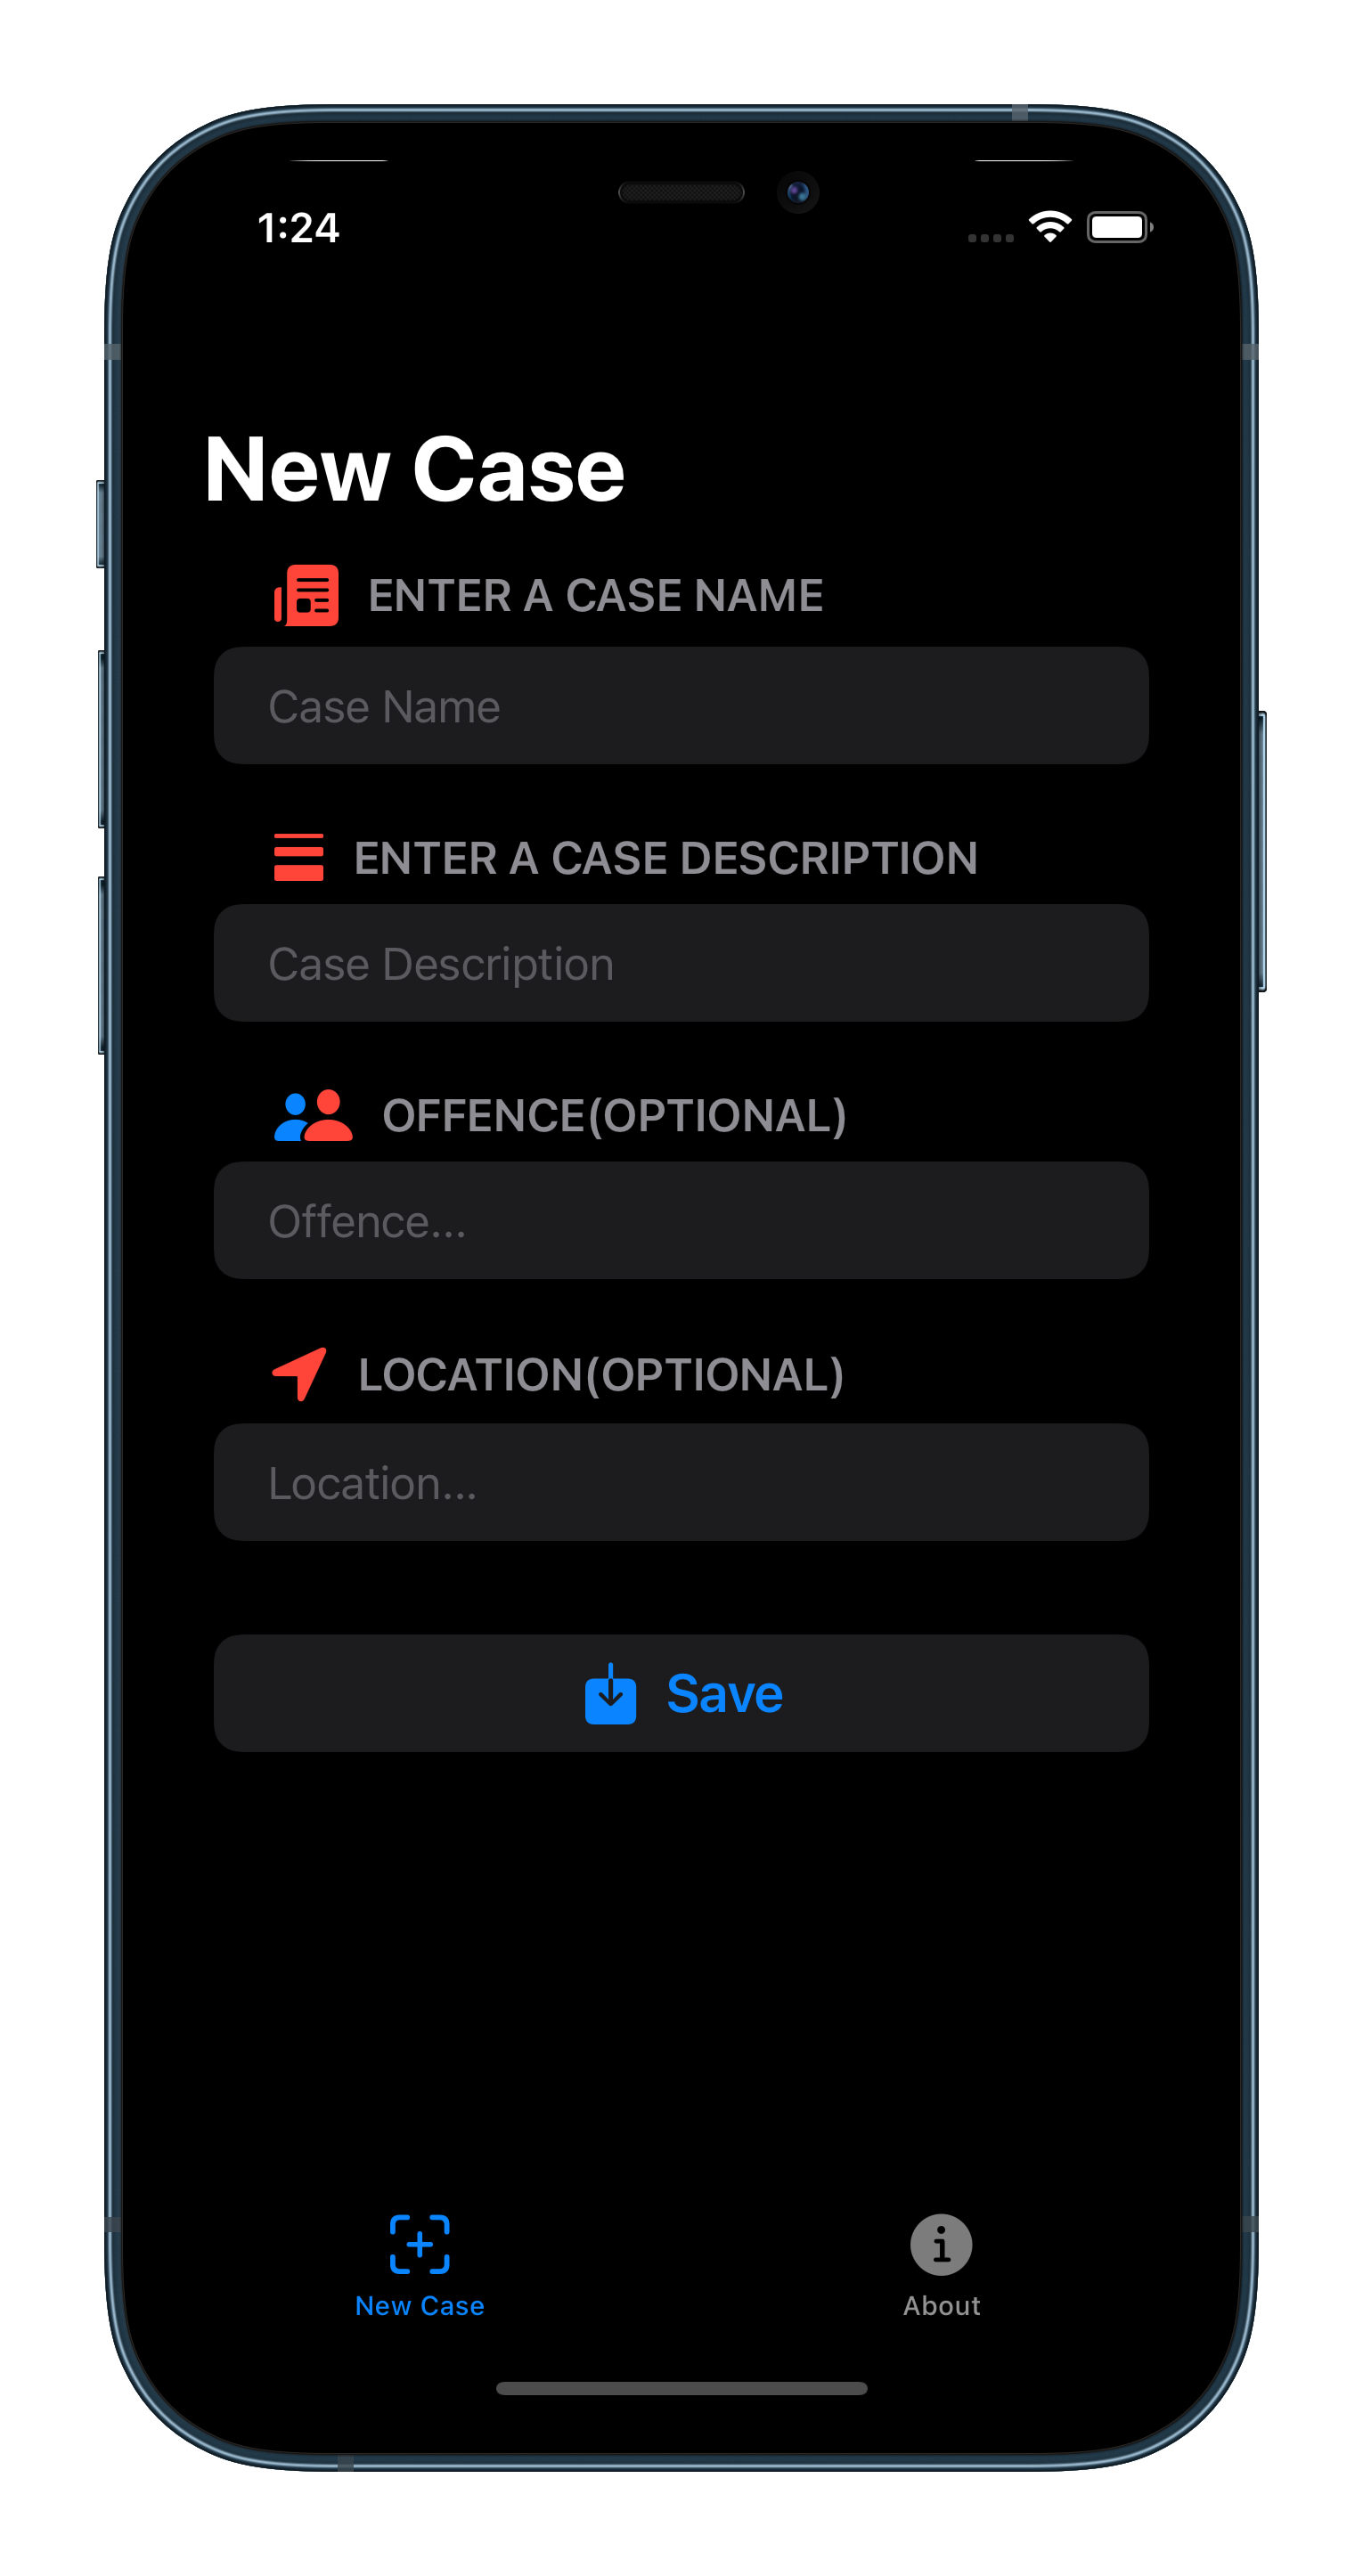 1:24
New Case
ENTER A CASE NAME
Case Name
ENTER A CASE DESCRIPTION
Case Description
OFFENCE(OPTIONAL)
Offence...
LOCATION(OPTIONAL)
Location...
Save
New Case
About